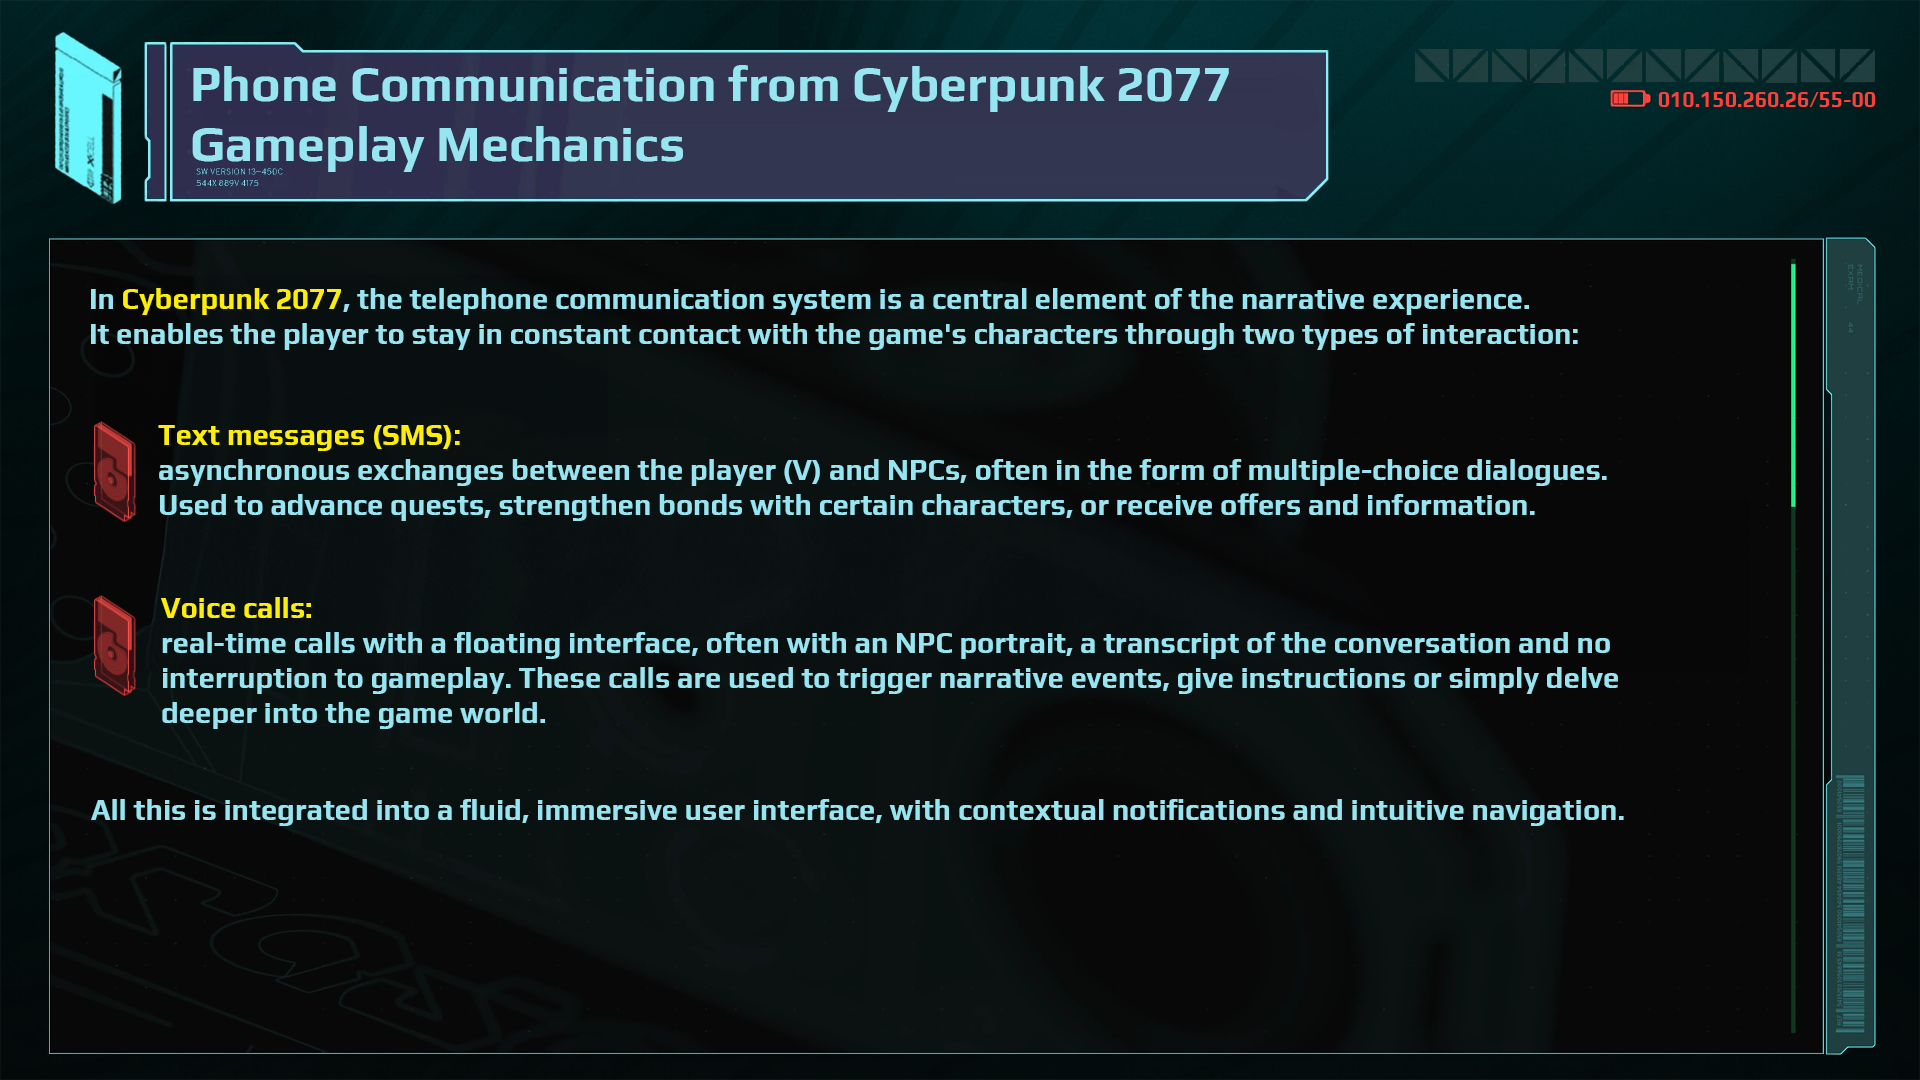 Phone Communication from Cyberpunk 2077
Gameplay Mechanics
SW VERSION 13-450C
544X 889V 4175
010.150.260.26/55-00
In Cyberpunk 2077, the telephone communication system is a central element of the narrative experience.
It enables the player to stay in constant contact with the game's characters through two types of interaction:
Text messages (SMS):
asynchronous exchanges between the player (V) and NPCs, often in the form of multiple-choice dialogues.
Used to advance quests, strengthen bonds with certain characters, or receive offers and information.
Voice calls:
real-time calls with a floating interface, often with an NPC portrait, a transcript of the conversation and no
interruption to gameplay. These calls are used to trigger narrative events, give instructions or simply delve
deeper into the game world.
All this is integrated into a fluid, immersive user interface, with contextual notifications and intuitive navigation.
MEDICAL
EXAM
44